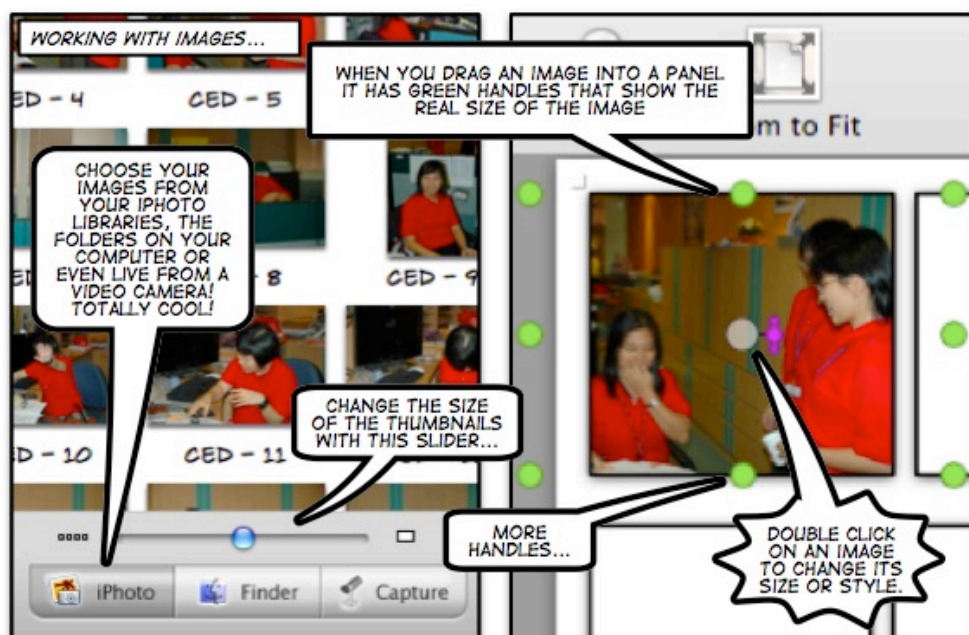 WORKING WITH IMAGES...
CED - 4
CED - 5
CHOOSE YOUR
IMAGES FROM
YOUR IPHOTO
LIBRARIES, THE
FOLDERS ON YOUR
COMPUTER OR
EVEN LIVE FROM A
VIDEO CAMERA!
TOTALLY COOL!
- 8
CED - 9
- 10
CED - 11
CHANGE THE SIZE
OF THE THUMBNAILS
WITH THIS SLIDER...
iPhoto
Finder
Capture
WHEN YOU DRAG AN IMAGE INTO A PANEL
IT HAS GREEN HANDLES THAT SHOW THE
REAL SIZE OF THE IMAGE
to Fit
MORE
HANDLES...
DOUBLE CLICK
ON AN IMAGE
TO CHANGE ITS
SIZE OR STYLE.